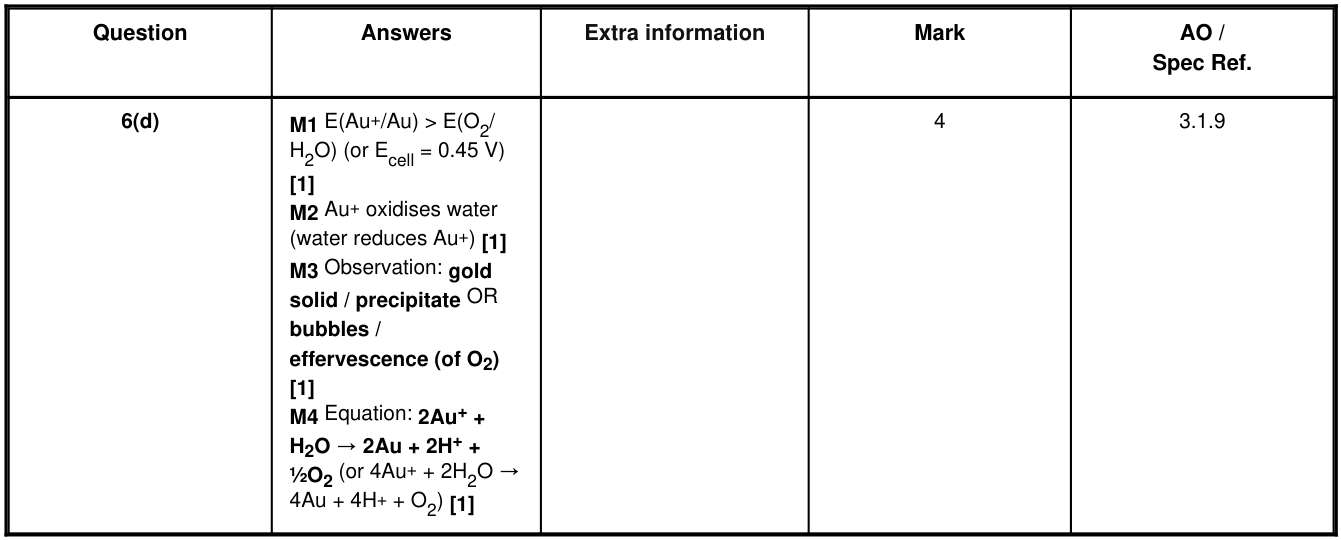 Question Answers Extra information Mark AO /
Spec Ref.
6(d) M1 E(Au+/Au) > E(O2/ 4 3.1.9
H2O) (or Ecell = 0.45 V)
[1]
M2 Au+ oxidises water
(water reduces Au+) [1]
M3 Observation: gold
solid / precipitate OR
bubbles /
effervescence (of O2)
[1]
M4 Equation: 2Au⁺ +
H₂O → 2Au + 2H⁺ +
½O₂ (or 4Au+ + 2H2O →
4Au + 4H+ + O2) [1]